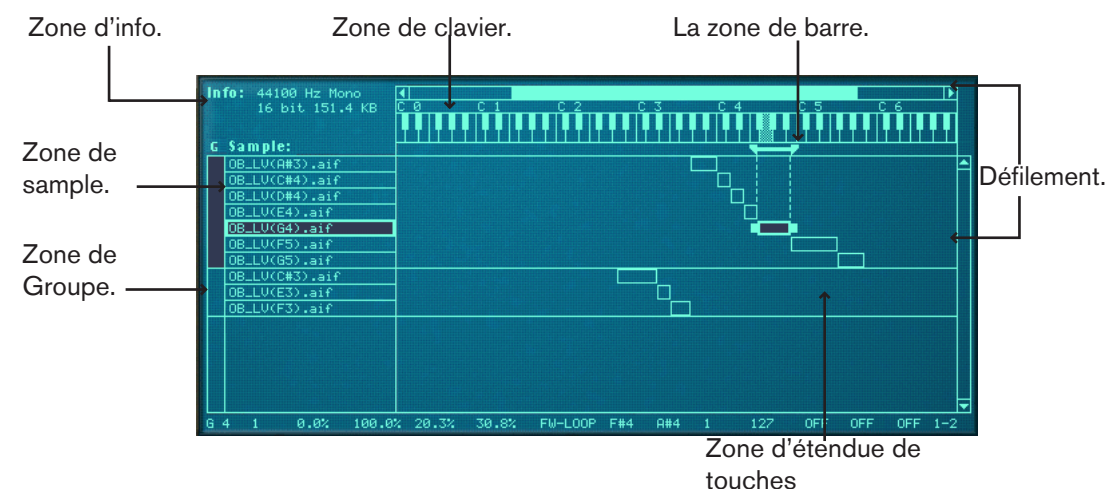 Zone d'info.
Zone de clavier.
La zone de barre.
Info: 44100 Hz Mono
16 bit 151.4 KB
C 0 C 1 C 2 C 3 C 4 C 5 C 6
G Sample:
Zone de
sample.
OB_LV(A#3).aif
OB_LV(C#4).aif
OB_LV(D#4).aif
OB_LV(E4).aif
OB_LV(G4).aif
OB_LV(F5).aif
OB_LV(G5).aif
Défilement.
Zone de
Groupe.
OB_LV(C#3).aif
OB_LV(E3).aif
OB_LV(F3).aif
G 4 1 0.0% 100.0% 20.3% 30.8% FW-LOOP F#4 A#4 1 127 OFF OFF OFF 1-2
Zone d'étendue de
touches